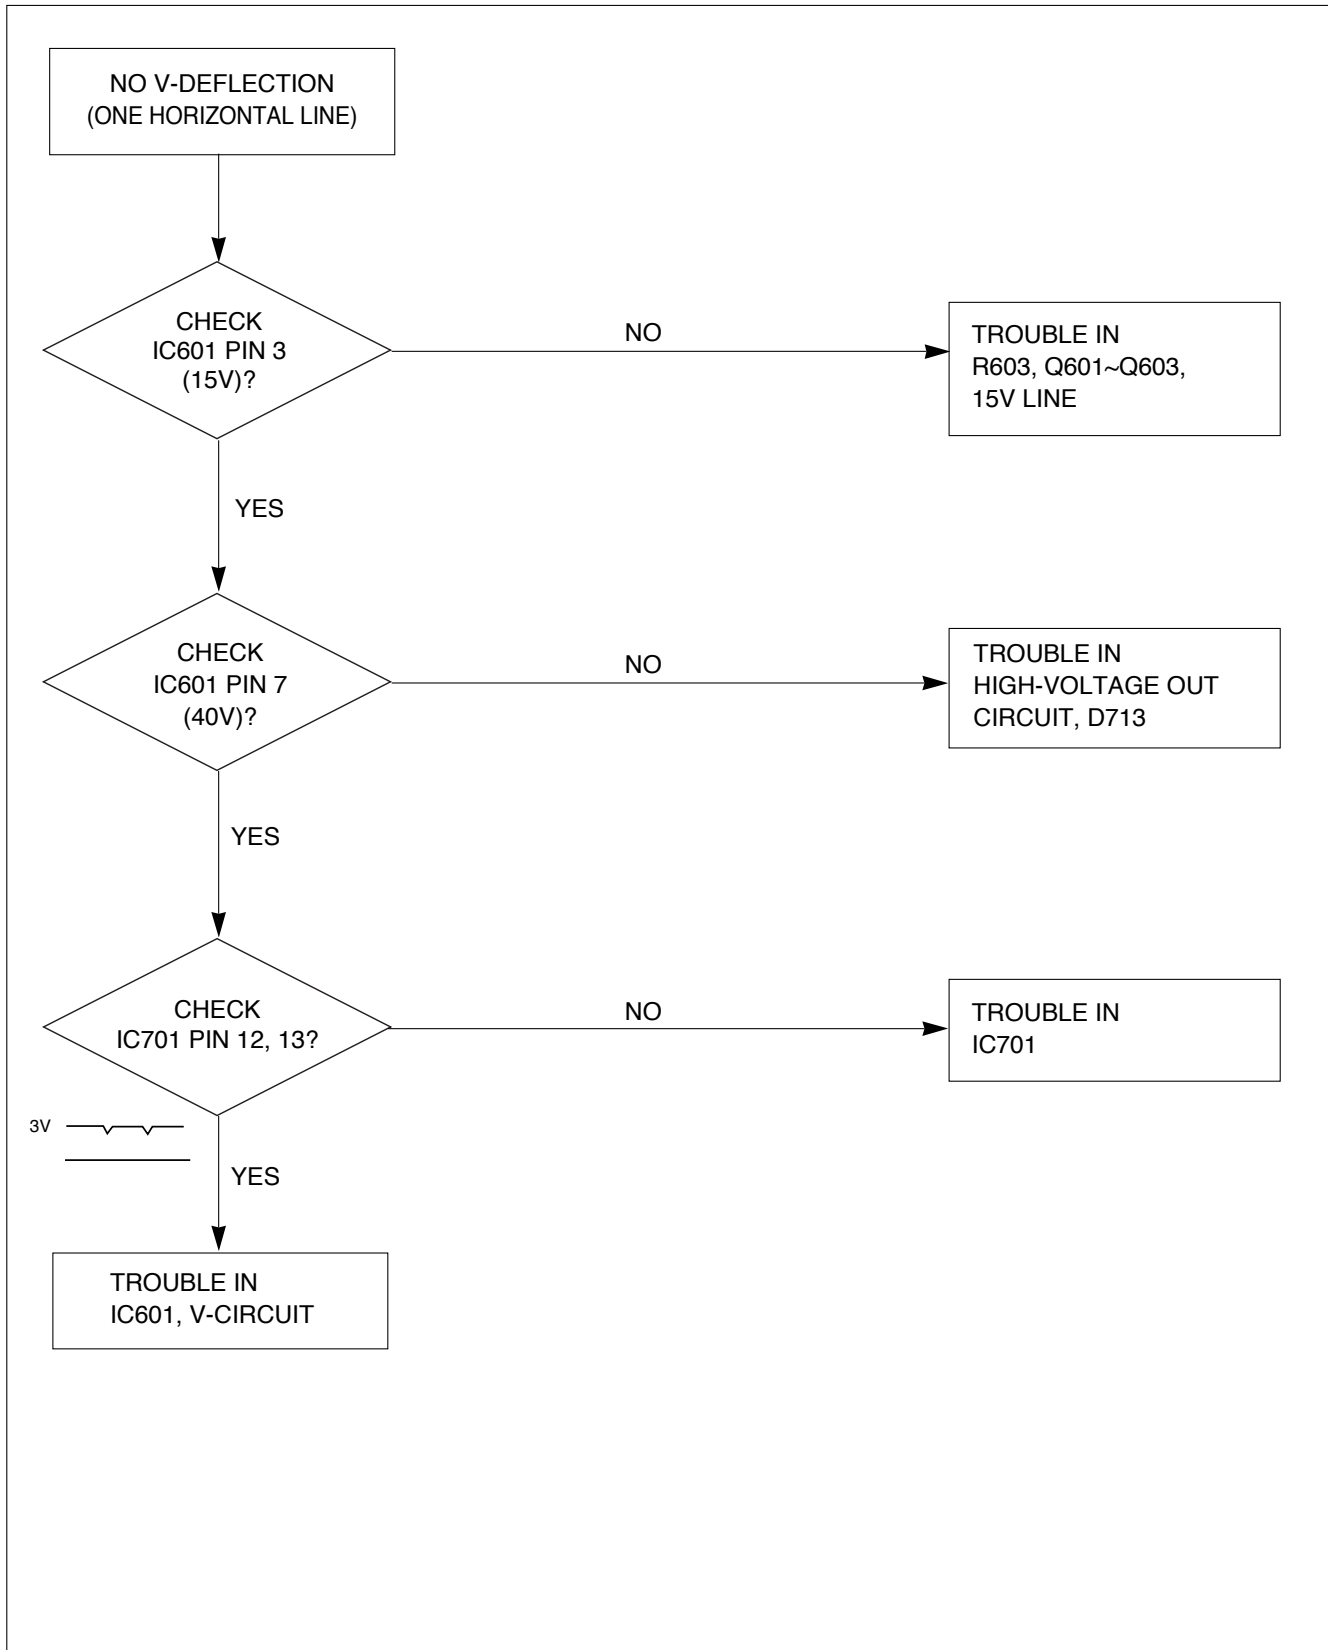 NO V-DEFLECTION
(ONE HORIZONTAL LINE)
CHECK
IC601 PIN 3
(15V)?
NO
TROUBLE IN
R603, Q601~Q603,
15V LINE
YES
CHECK
IC601 PIN 7
(40V)?
NO
TROUBLE IN
HIGH-VOLTAGE OUT
CIRCUIT, D713
YES
CHECK
IC701 PIN 12, 13?
NO
TROUBLE IN
IC701
3V
YES
TROUBLE IN
IC601, V-CIRCUIT